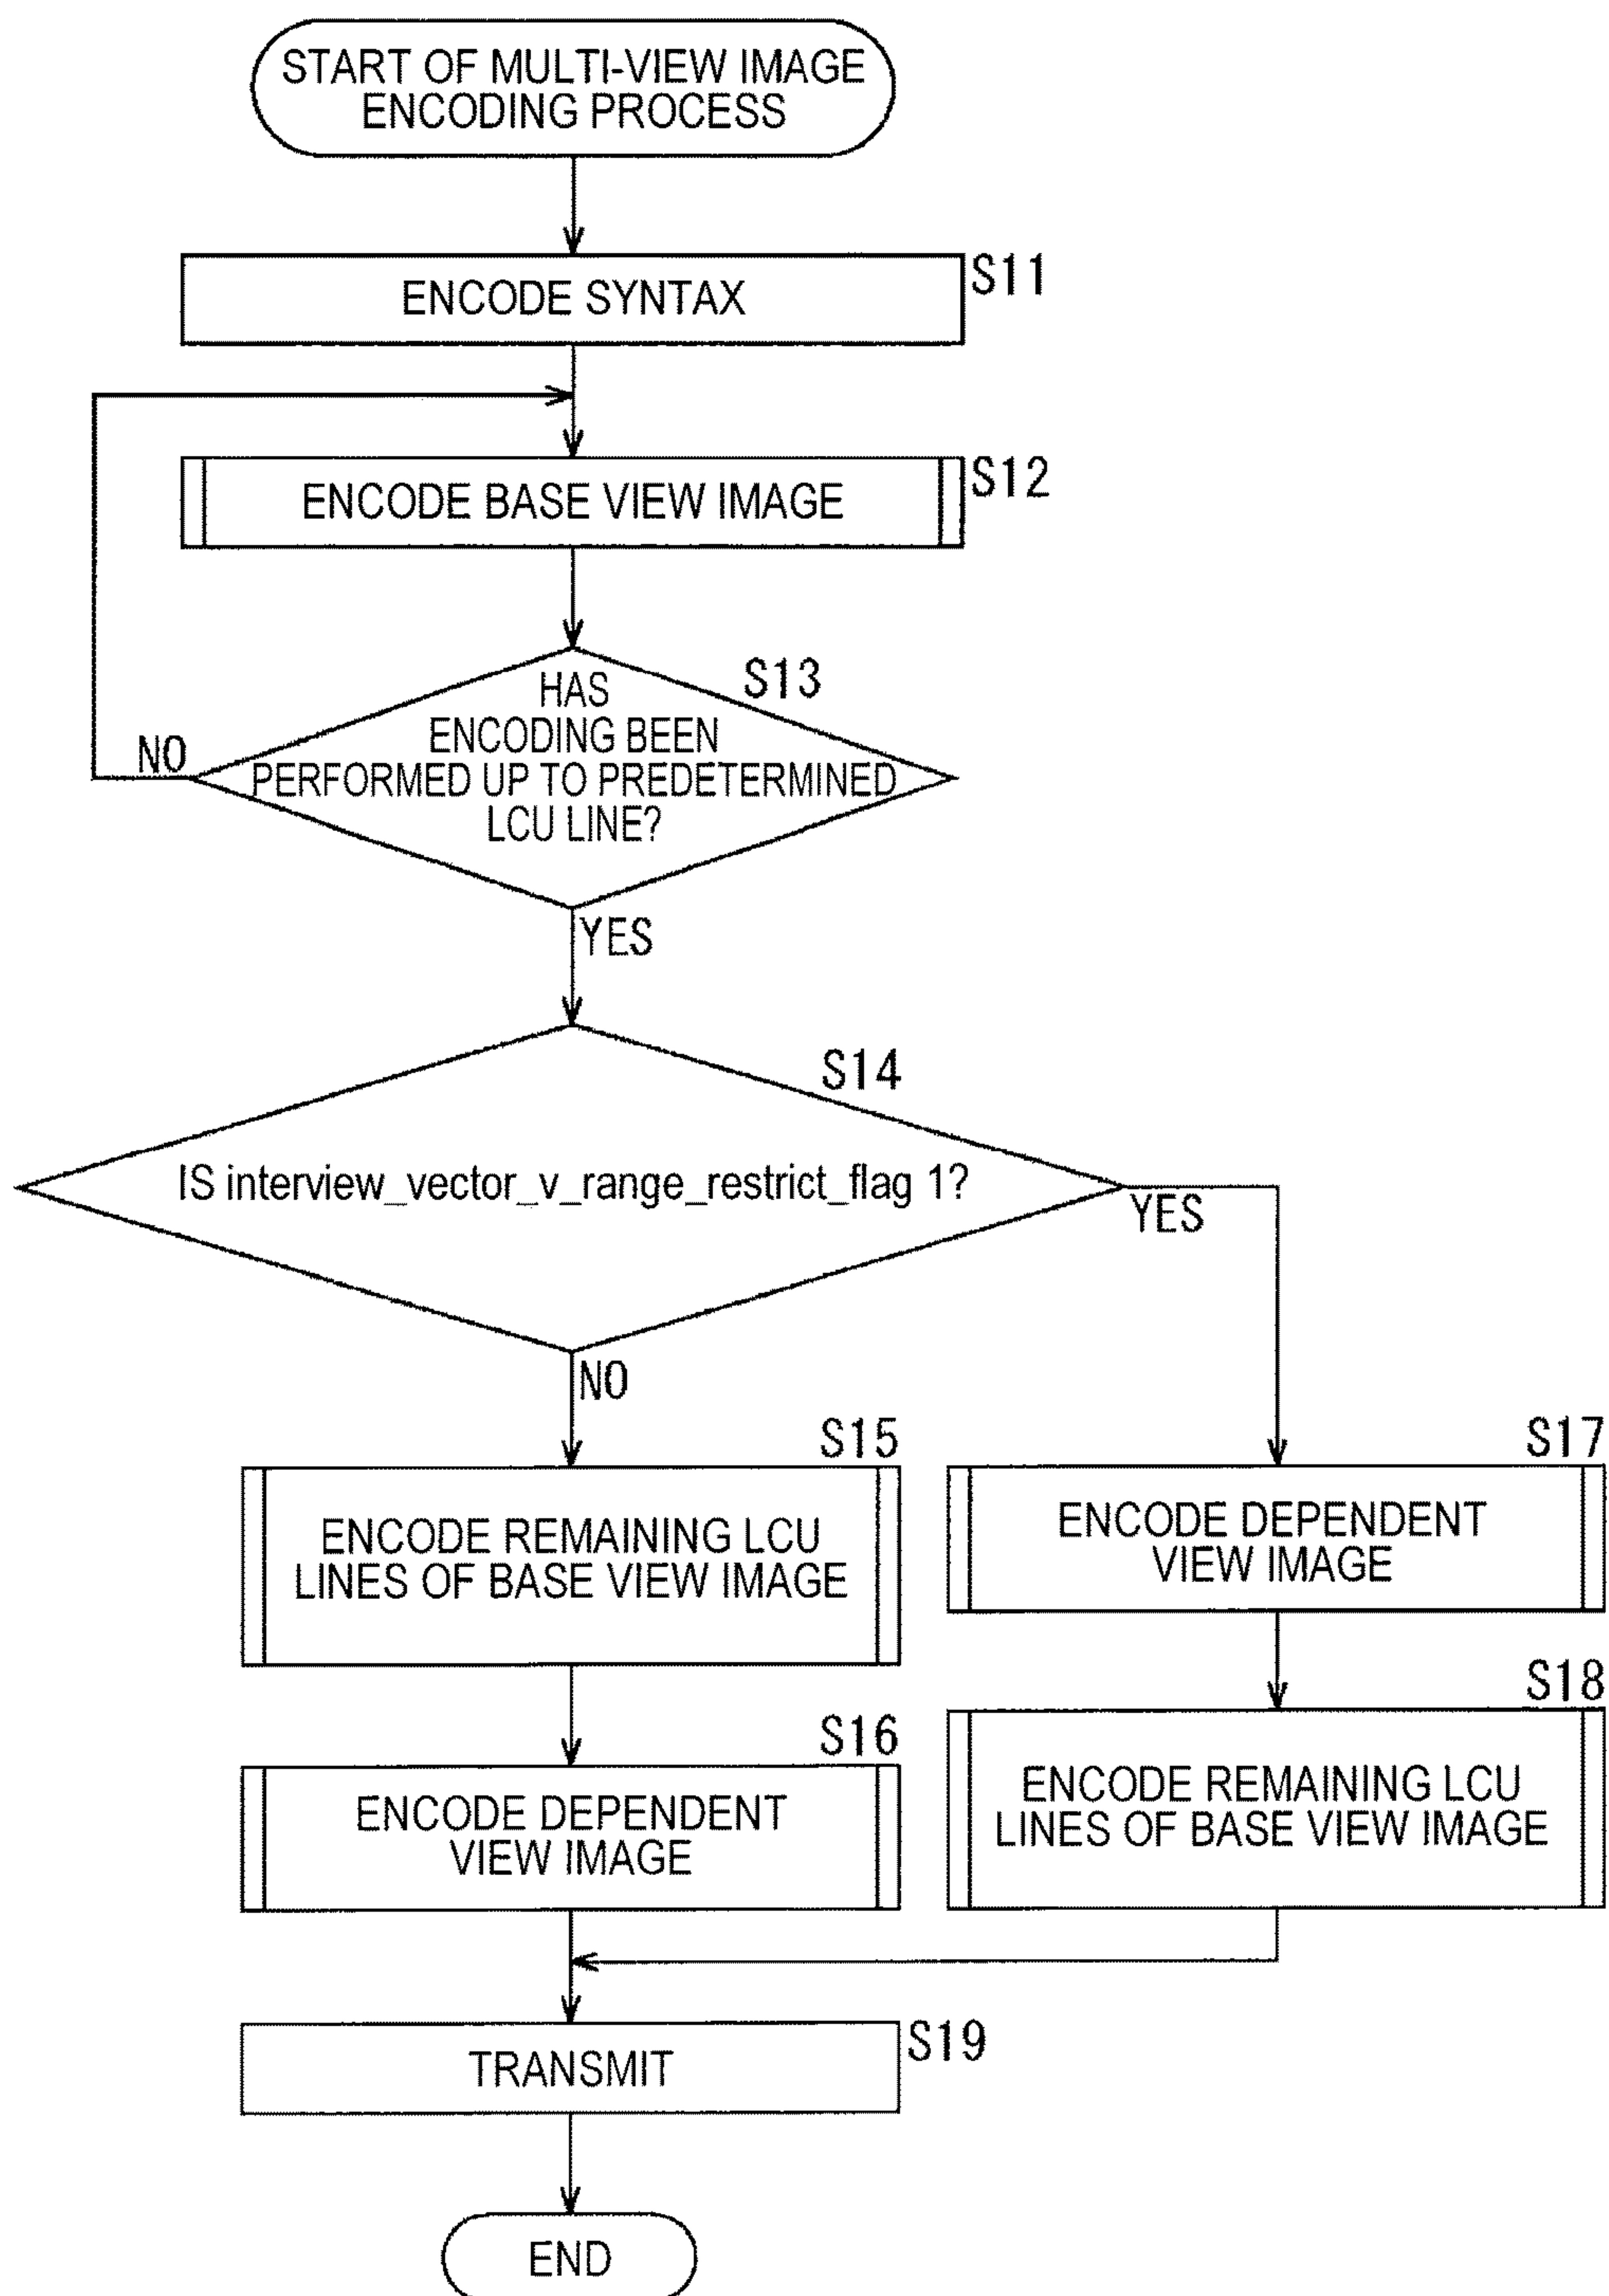 START OF MULTI-VIEW IMAGE
ENCODING PROCESS
S11
ENCODE SYNTAX
S12
ENCODE BASE VIEW IMAGE
S13
HAS
ENCODING BEEN
PERFORMED UP TO PREDETERMINED
LCU LINE?
NO
YES
S14
IS interview_vector_v_range_restrict_flag 1?
YES
NO
S15
ENCODE REMAINING LCU
LINES OF BASE VIEW IMAGE
S16
ENCODE DEPENDENT
VIEW IMAGE
S17
ENCODE DEPENDENT
VIEW IMAGE
S18
ENCODE REMAINING LCU
LINES OF BASE VIEW IMAGE
S19
TRANSMIT
END